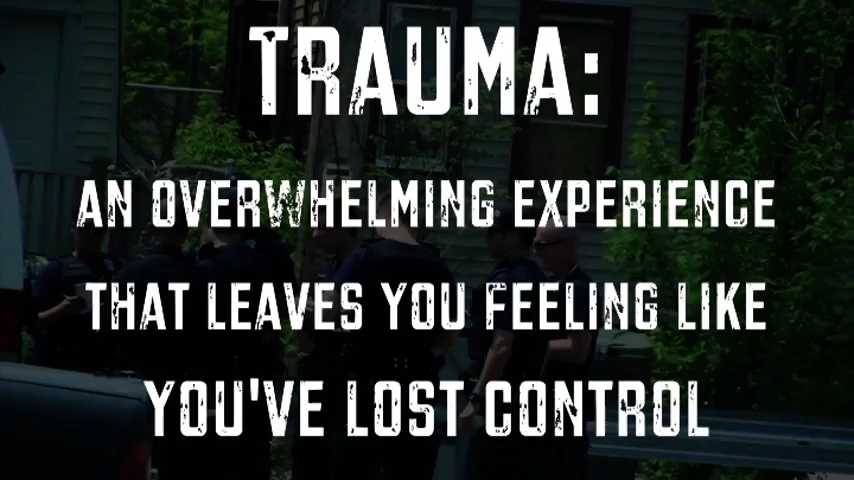 TRAUMA:
AN OVERWHELMING EXPERIENCE
THAT LEAVES YOU FEELING LIKE
YOU'VE LOST CONTROL